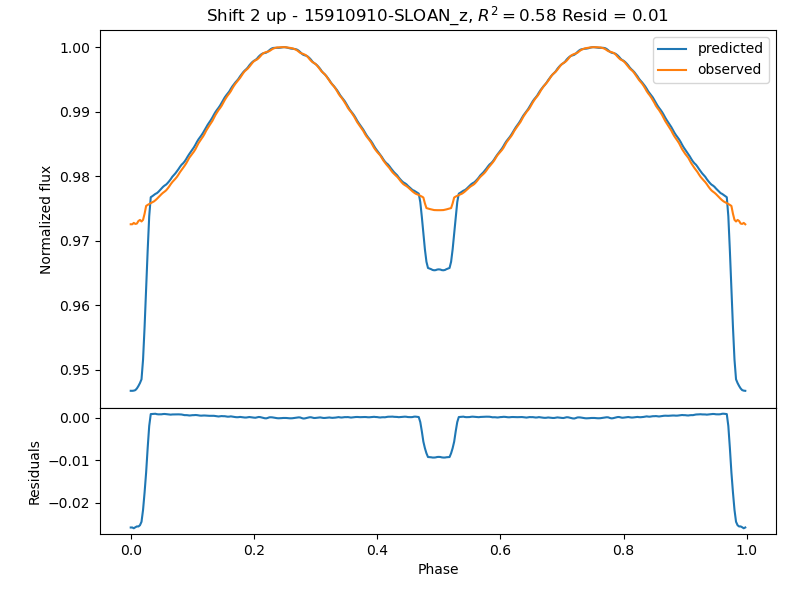 Shift 2 up - 15910910-SLOAN_z, R² = 0.58 Resid = 0.01
predicted
observed
Normalized flux
1.00
0.99
0.98
0.97
0.96
0.95
Residuals
0.00
−0.01
−0.02
0.0
0.2
0.4
0.6
0.8
1.0
Phase